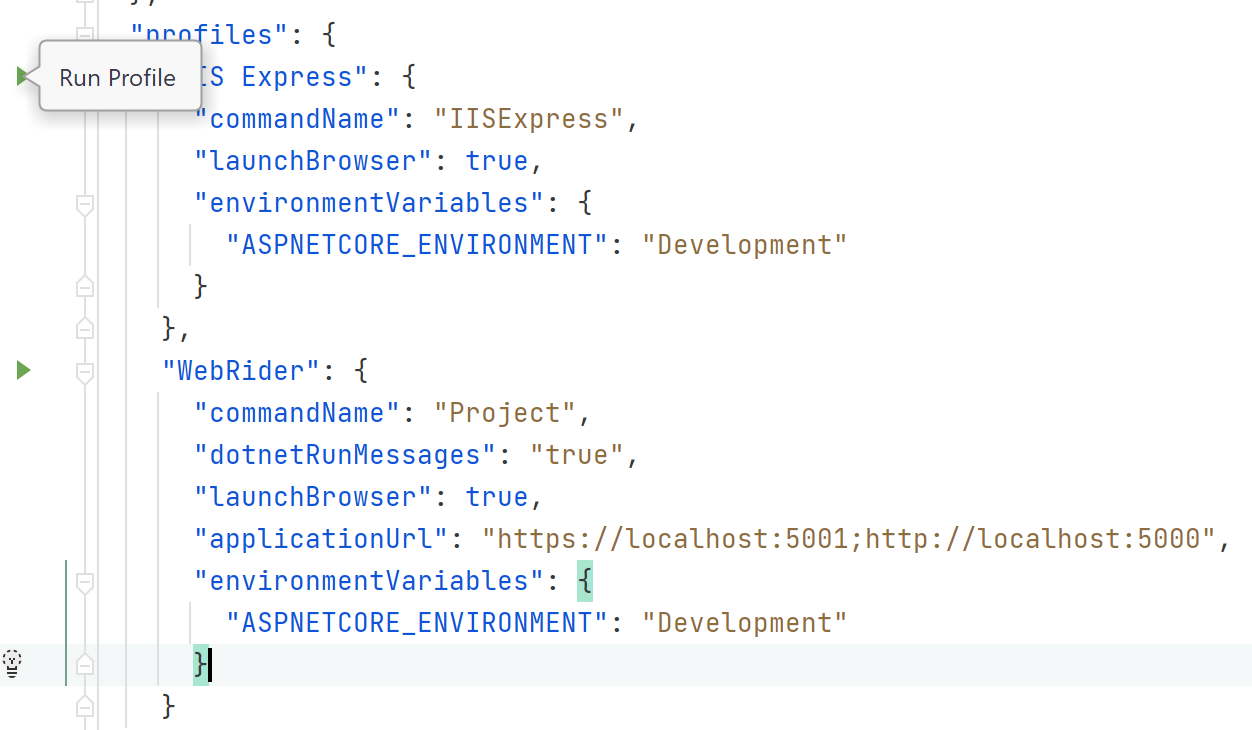 },
"profiles": {
Run Profile
IS Express": {
"commandName": "IISExpress",
"launchBrowser": true,
"environmentVariables": {
"ASPNETCORE_ENVIRONMENT": "Development"
}
},
"WebRider": {
"commandName": "Project",
"dotnetRunMessages": "true",
"launchBrowser": true,
"applicationUrl": "https://localhost:5001;http://localhost:5000",
"environmentVariables": {
"ASPNETCORE_ENVIRONMENT": "Development"
}
}